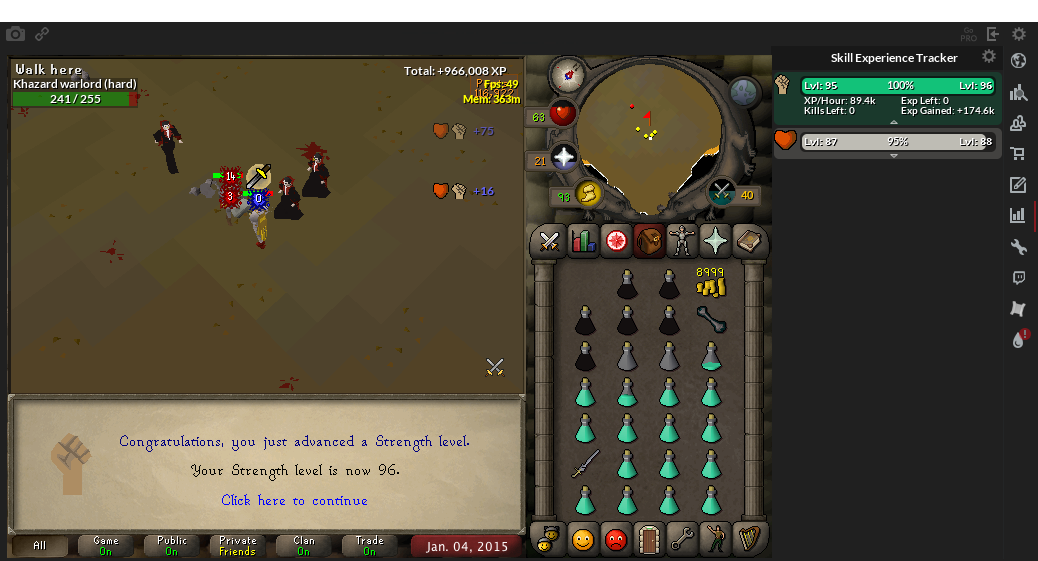 Go
PRO
Walk here
Khazard warlord (hard)
241 / 255
Total: +966,008 XP
Fps:49
Mem: 363m
+75
+16
14
3
0
63
21
93
40
8999
Skill Experience Tracker
Lvl: 95 100% Lvl: 96
XP/Hour: 89.4k Exp Left: 0
Kills Left: 0 Exp Gained: +174.6k
Lvl: 87 95% Lvl: 88
Congratulations, you just advanced a Strength level.
Your Strength level is now 96.
Click here to continue
All
Game
On
Public
On
Private
Friends
Clan
On
Trade
On
Jan. 04, 2015